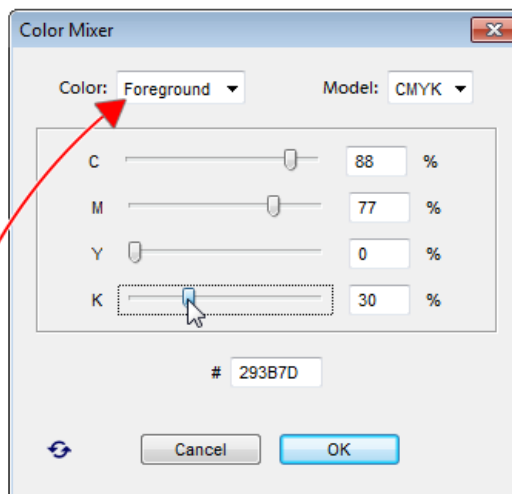 Color Mixer
Color: Foreground Model: CMYK
C 88 %
M 77 %
Y 0 %
K 30 %
# 293B7D
Cancel OK